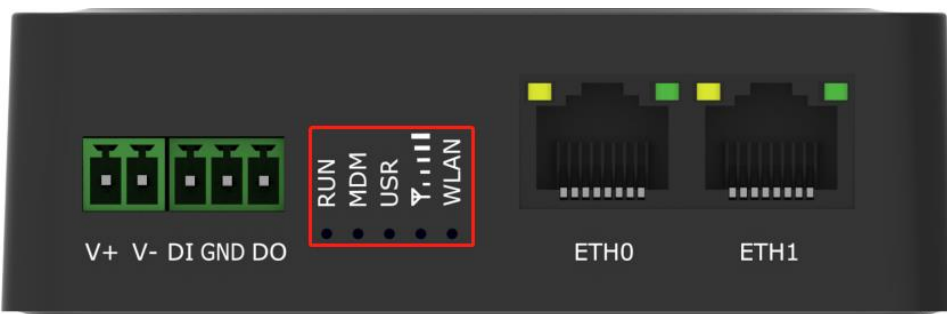 RUN
MDM
USR
WLAN
V+ V- DI GND DO
ETH0
ETH1